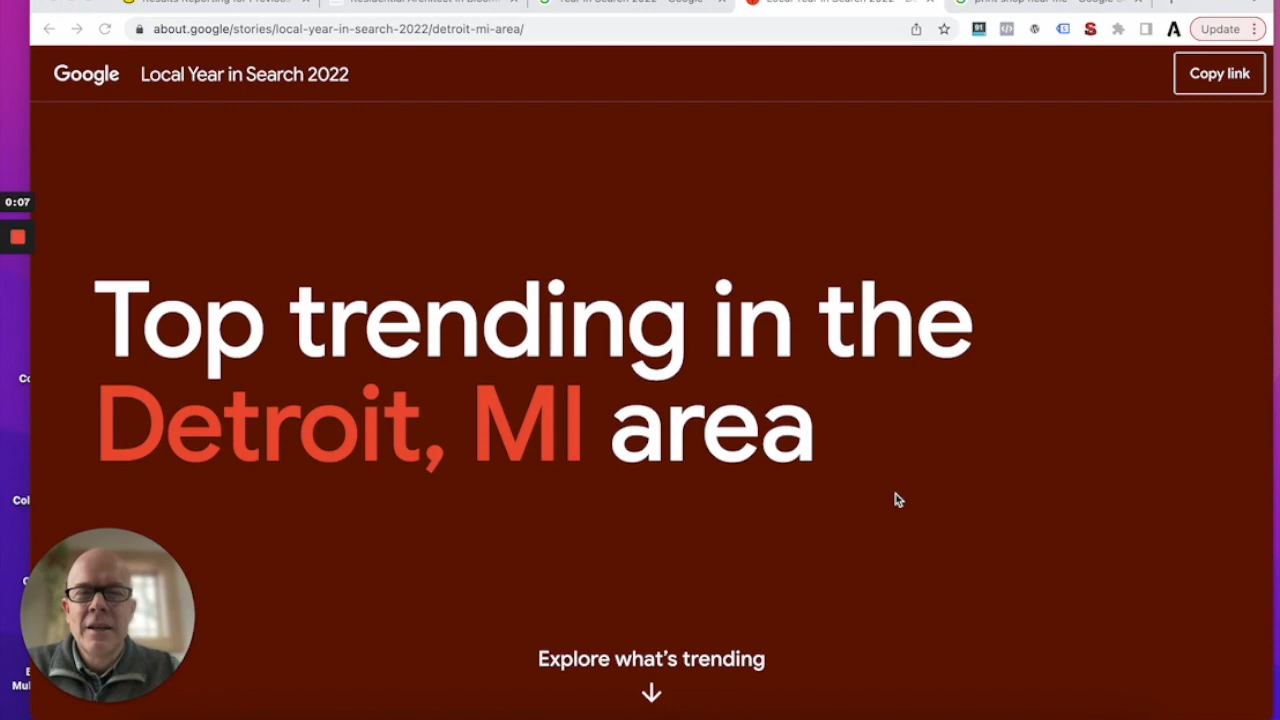 about.google/stories/local-year-in-search-2022/detroit-mi-area/
Update
Google
Local Year in Search 2022
Copy link
0:07
Top trending in the
Detroit, MI area
Explore what's trending